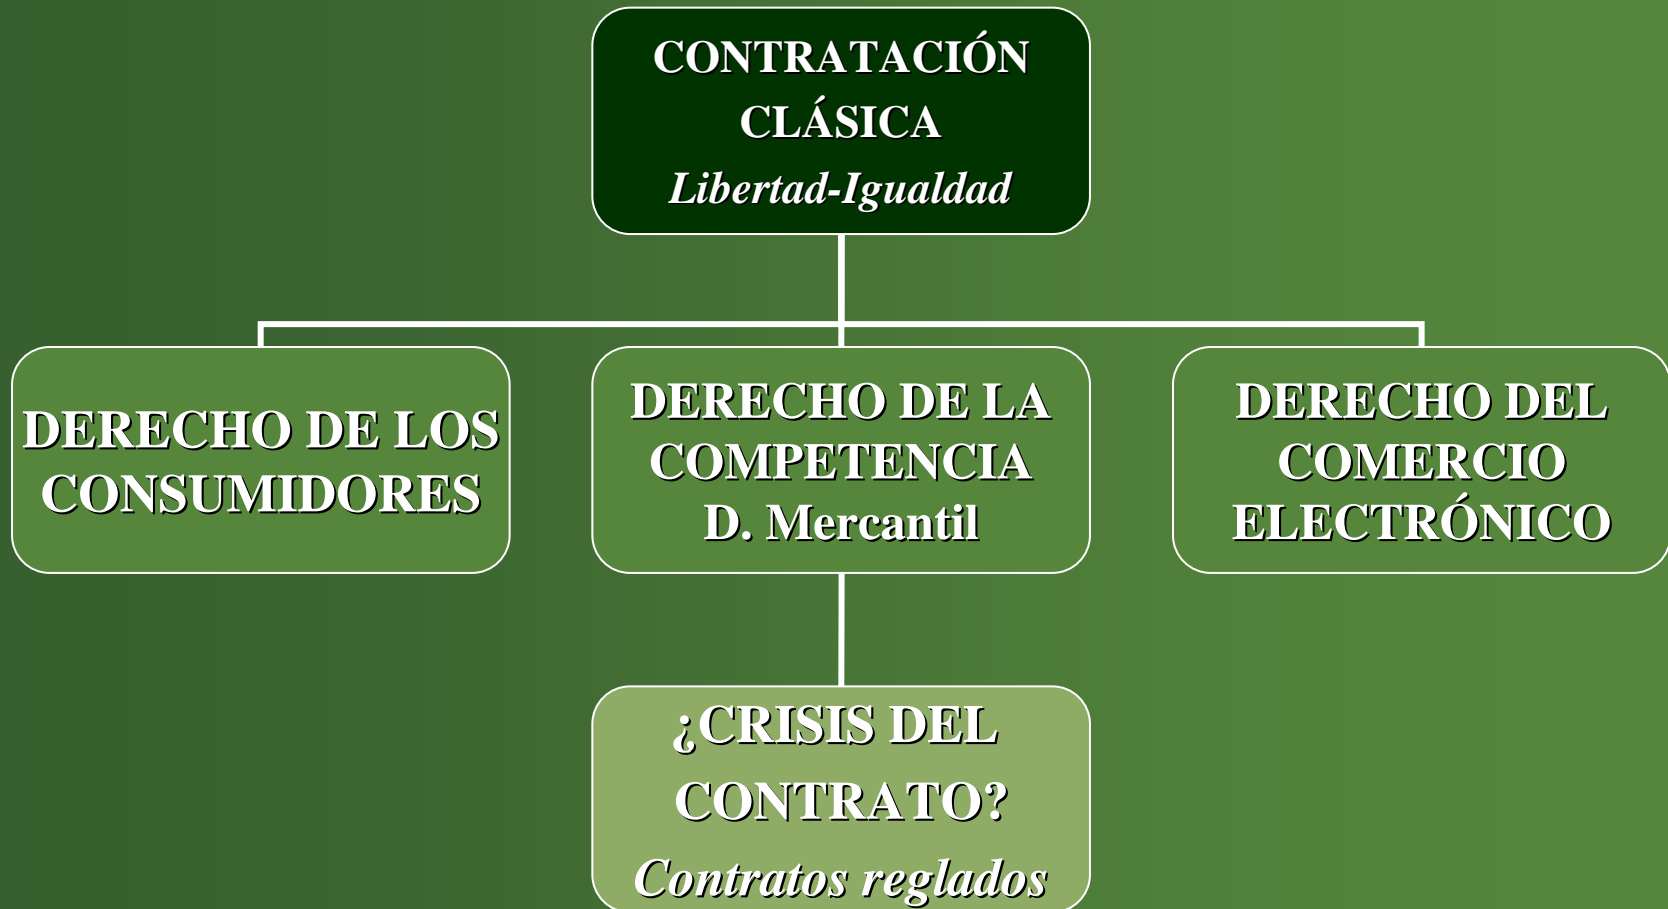 CONTRATACIÓN
CLÁSICA
Libertad-Igualdad
DERECHO DE LOS
CONSUMIDORES
DERECHO DE LA
COMPETENCIA
D. Mercantil
DERECHO DEL
COMERCIO
ELECTRÓNICO
¿CRISIS DEL
CONTRATO?
Contratos reglados